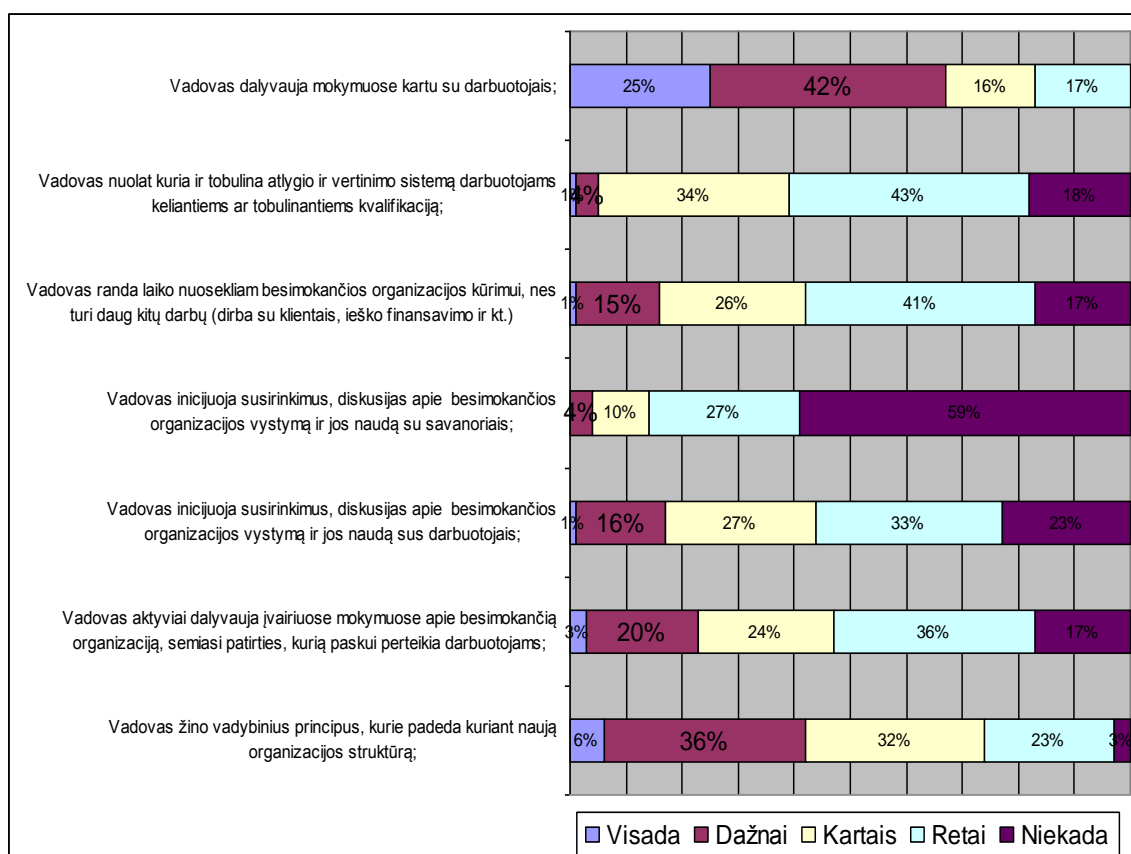 Vadovas dalyvauja mokymuose kartu su darbuotojais;
25% 42% 16% 17%
Vadovas nuolat kuria ir tobulina atlygio ir vertinimo sistemą darbuotojams
keliantiems ar tobulinantiems kvalifikaciją;
1% 4% 34% 43% 18%
Vadovas randa laiko nuosekliam besimokančios organizacijos kūrimui, nes
turi daug kitų darbų (dirba su klientais, ieško finansavimo ir kt.)
1% 15% 26% 41% 17%
Vadovas inicijuoja susirinkimus, diskusijas apie besimokančios
organizacijos vystymą ir jos naudą su savanoriais;
4% 10% 27% 59%
Vadovas inicijuoja susirinkimus, diskusijas apie besimokančios
organizacijos vystymą ir jos naudą sus darbuotojais;
1% 16% 27% 33% 23%
Vadovas aktyviai dalyvauja įvairiuose mokymuose apie besimokančią
organizaciją, semiasi patirties, kurią paskui perteikia darbuotojams;
3% 20% 24% 36% 17%
Vadovas žino vadybinius principus, kurie padeda kuriant naują
organizacijos struktūrą;
6% 36% 32% 23% 3%
Visada Dažnai Kartais Retai Niekada